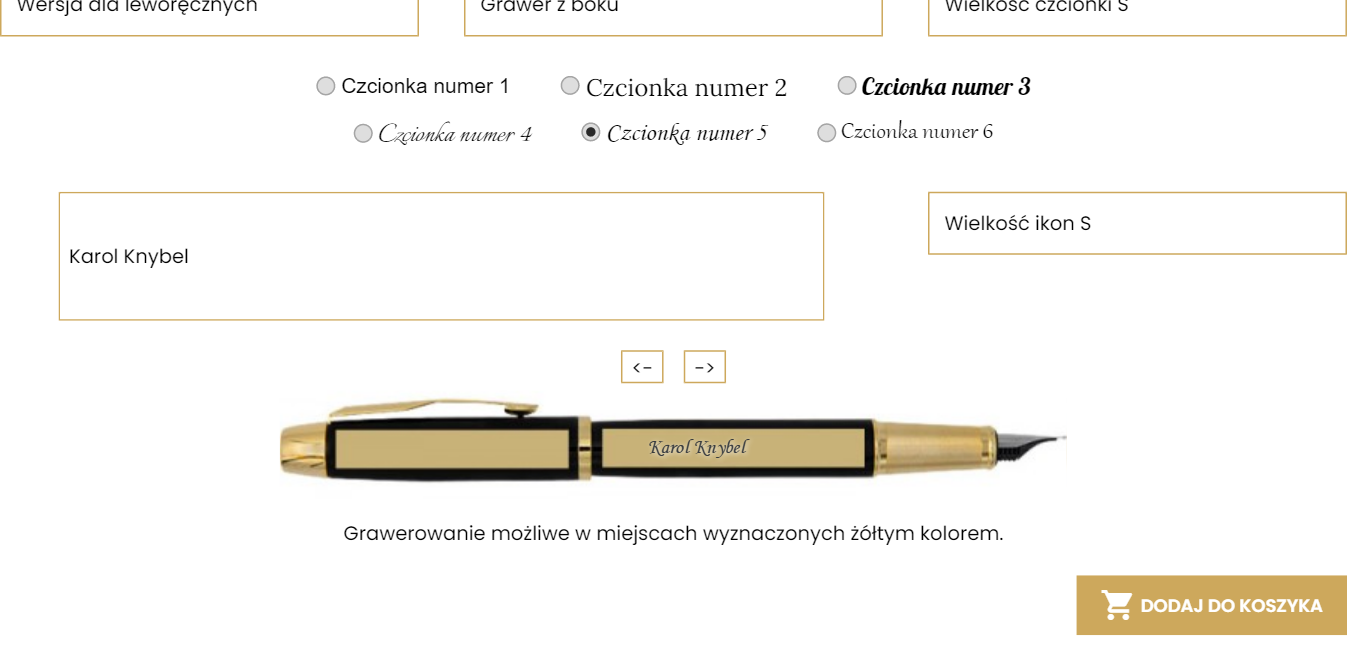 Wersja dla leworęcznych Grawer z boku Wielkość czcionki S
Czcionka numer 1 Czcionka numer 2 Czcionka numer 3
Czcionka numer 4 Czcionka numer 5 Czcionka numer 6
Wielkość ikon S
Karol Knybel
<- ->
Karol Knybel
Grawerowanie możliwe w miejscach wyznaczonych żółtym kolorem.
DODAJ DO KOSZYKA